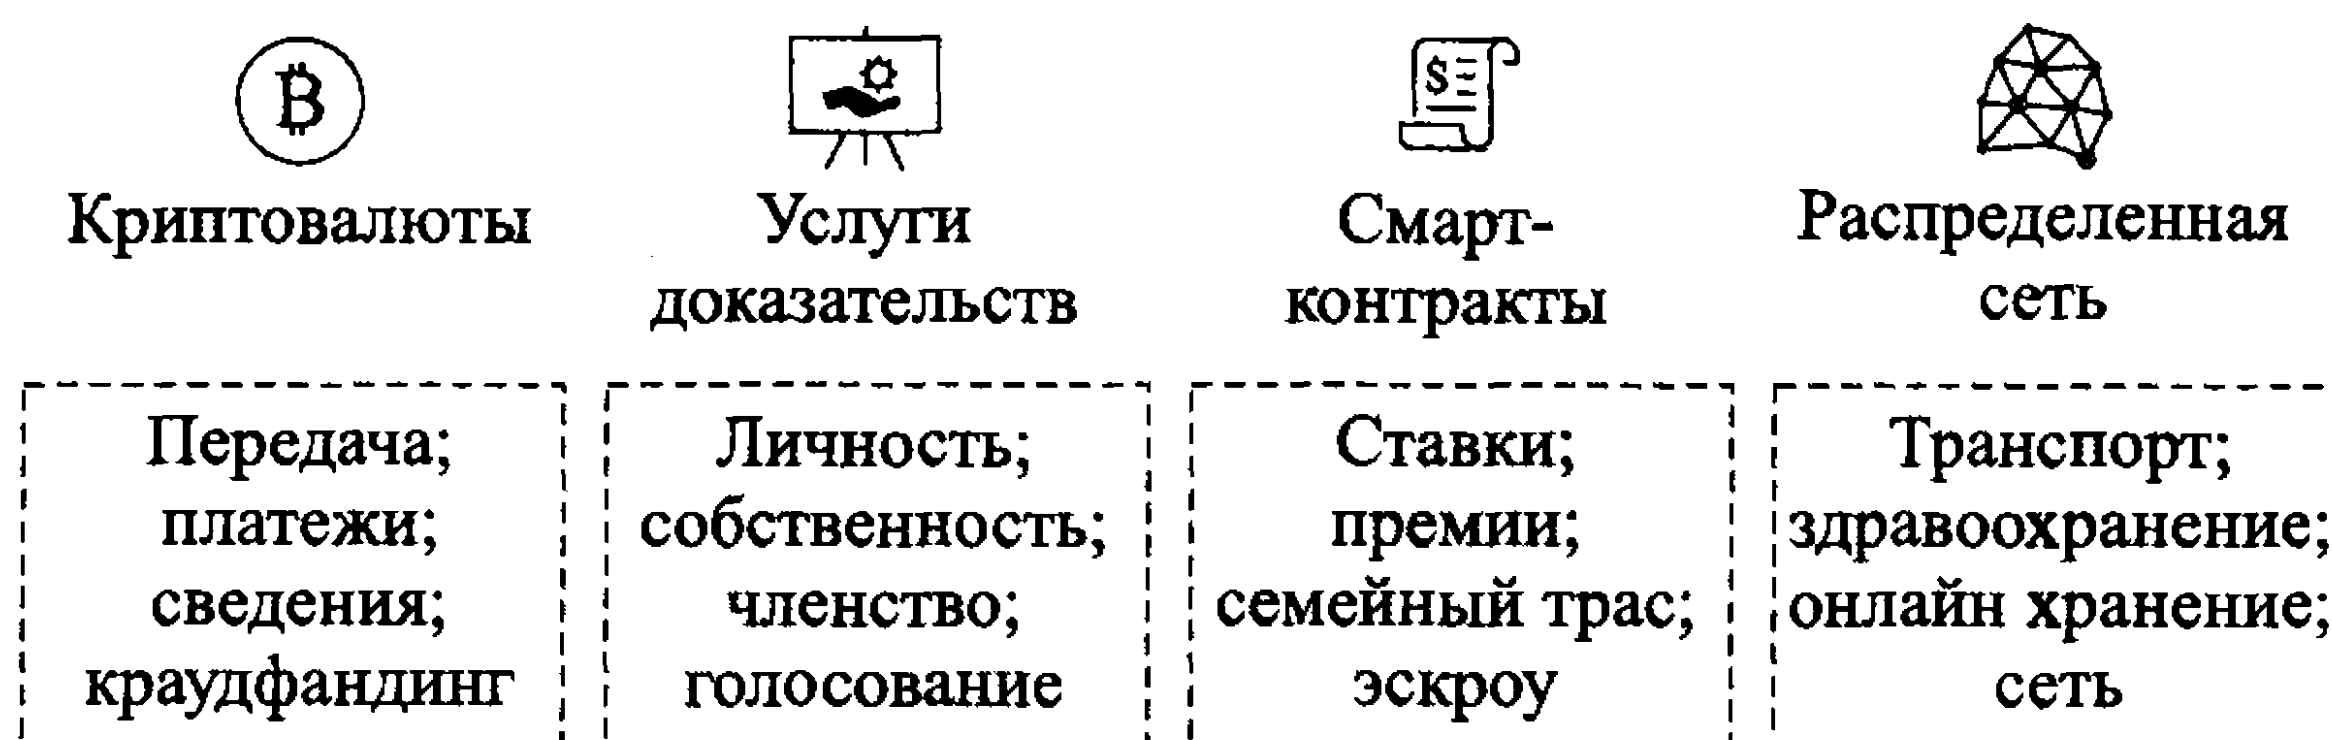 B
$
Криптовалюты
Услуги
доказательств
Смарт-
контракты
Распределенная
сеть
Передача;
платежи;
сведения;
краудфандинг
Личность;
собственность;
членство;
голосование
Ставки;
премии;
семейный трас;
эскроу
Транспорт;
здравоохранение;
онлайн хранение;
сеть